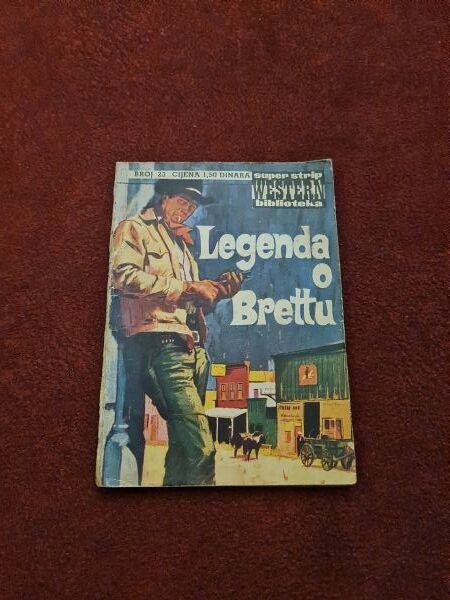 BROJ 23 CIJENA 1,50 DINARA
super strip
WESTERN
biblioteka
Legenda
o
Brettu